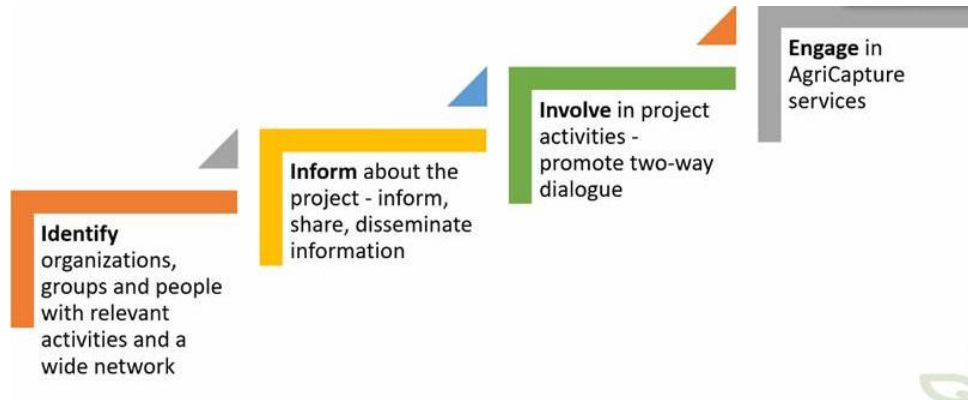 Identify
organizations,
groups and people
with relevant
activities and a
wide network
Inform about the
project - inform,
share, disseminate
information
Involve in project
activities -
promote two-way
dialogue
Engage in
AgriCapture
services